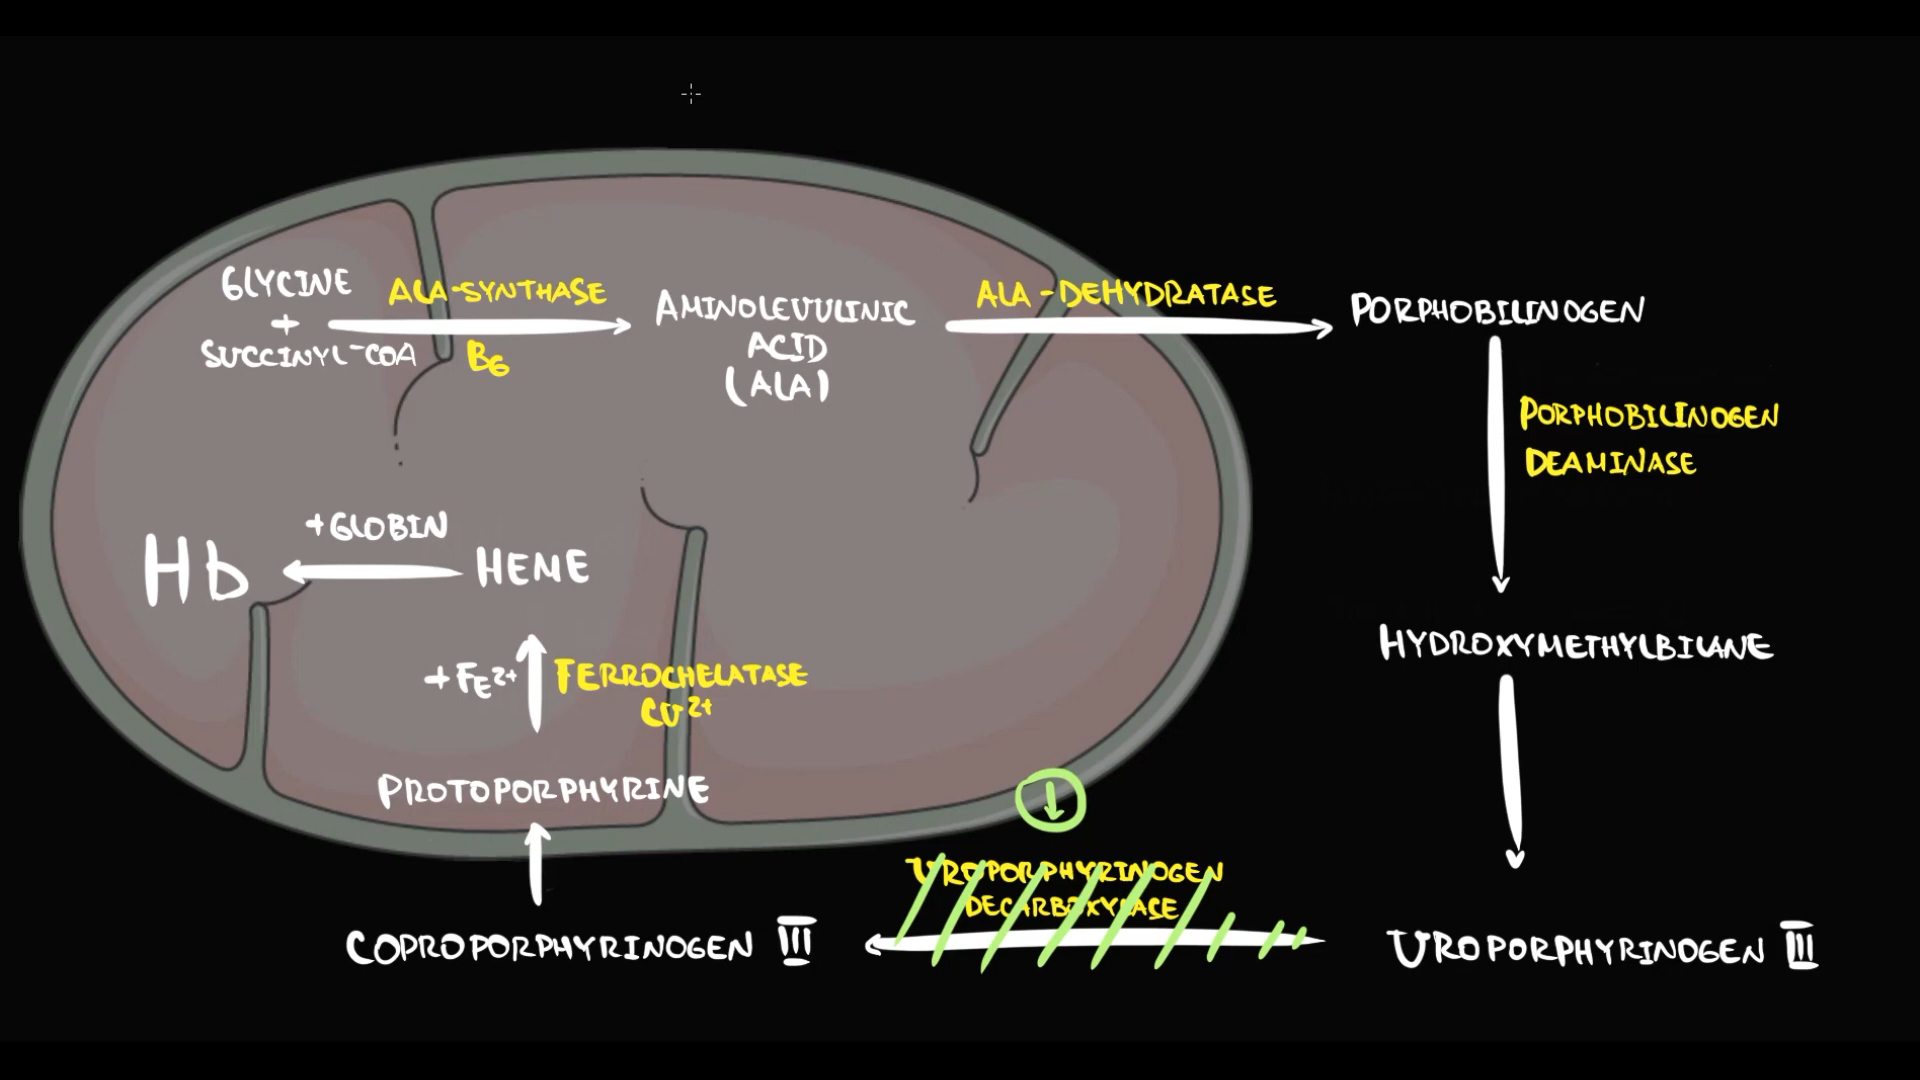 GLYCINE
+
SUCCINYL-COA
ALA-SYNTHASE
B6
AMINOLEVULINIC
ACID
(ALA)
ALA-DEHYDRATASE
PORPHOBILINOGEN
PORPHOBILINOGEN
DEAMINASE
HYDROXYMETHYLBILANE
UROPORPHYRINOGEN III
UROPORPHYRINOGEN
DECARBOXYLASE
COPROPORPHYRINOGEN III
PROTOPORPHYRINE
+ Fe²⁺
FERROCHELATASE
CU²⁺
HEME
+GLOBIN
Hb